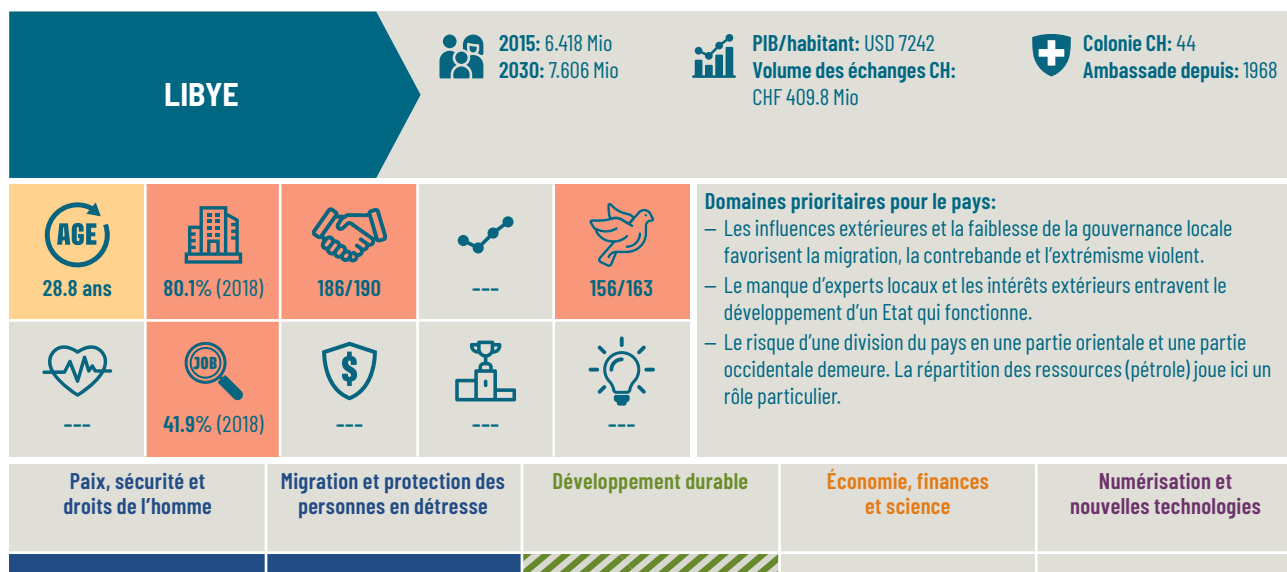 LIBYE
2015: 6.418 Mio
2030: 7.606 Mio
PIB/habitant: USD 7242
Volume des échanges CH:
CHF 409.8 Mio
Colonie CH: 44
Ambassade depuis: 1968
AGE
28.8 ans
80.1% (2018)
186/190
---
156/163
---
JOB
41.9% (2018)
$
---
---
---
Domaines prioritaires pour le pays:
– Les influences extérieures et la faiblesse de la gouvernance locale
favorisent la migration, la contrebande et l'extrémisme violent.
– Le manque d'experts locaux et les intérêts extérieurs entravent le
développement d'un Etat qui fonctionne.
– Le risque d'une division du pays en une partie orientale et une partie
occidentale demeure. La répartition des ressources (pétrole) joue ici un
rôle particulier.
Paix, sécurité et
droits de l'homme
Migration et protection des
personnes en détresse
Développement durable
Économie, finances
et science
Numérisation et
nouvelles technologies